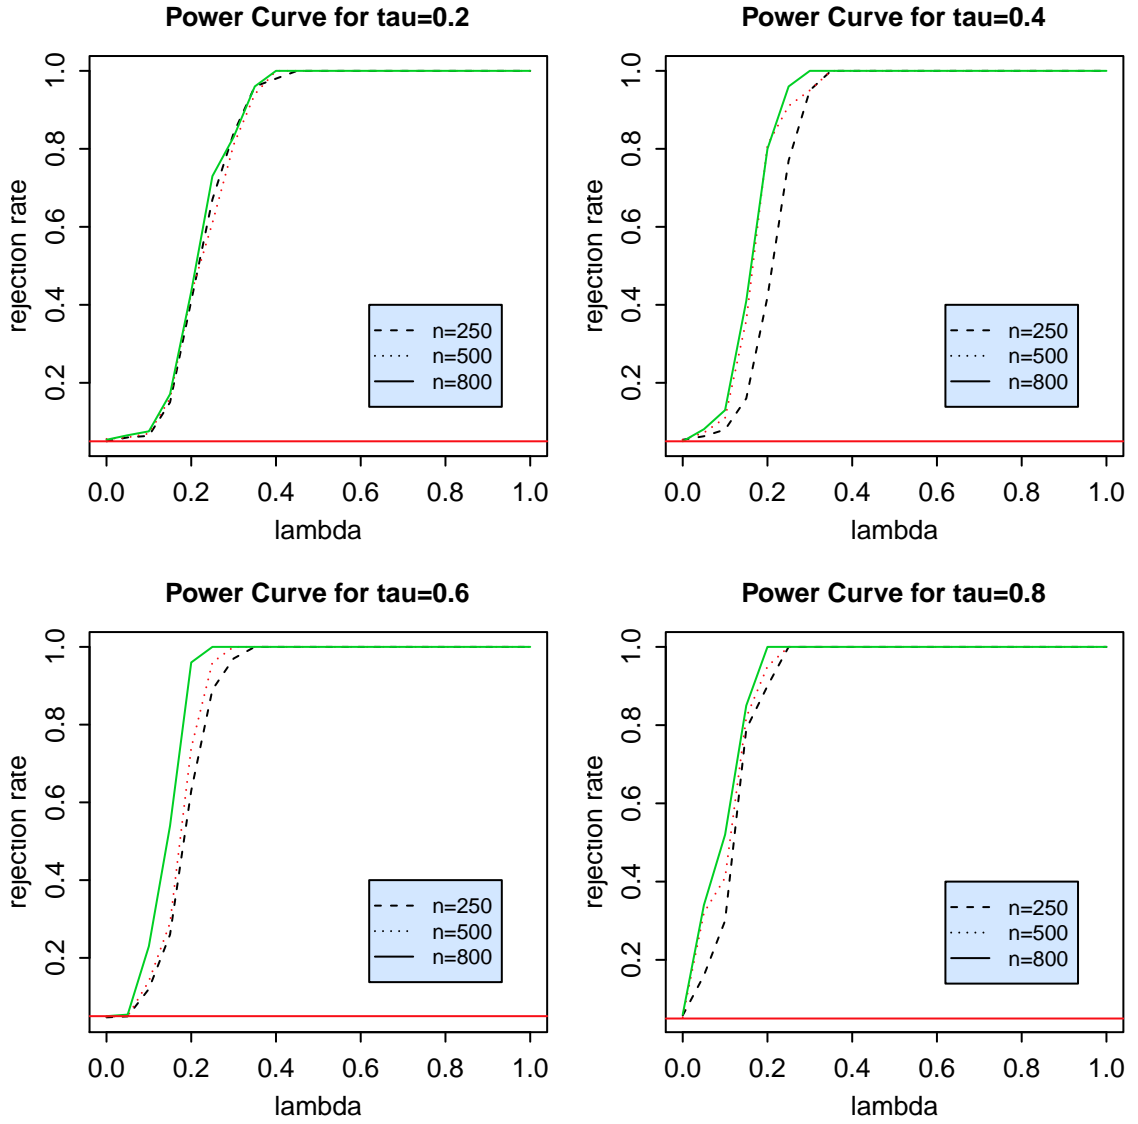 Power Curve for tau=0.2
rejection rate
1.0
0.8
0.6
0.4
0.2
n=250
n=500
n=800
0.0 0.2 0.4 0.6 0.8 1.0
lambda
Power Curve for tau=0.4
rejection rate
1.0
0.8
0.6
0.4
0.2
n=250
n=500
n=800
0.0 0.2 0.4 0.6 0.8 1.0
lambda
Power Curve for tau=0.6
rejection rate
1.0
0.8
0.6
0.4
0.2
n=250
n=500
n=800
0.0 0.2 0.4 0.6 0.8 1.0
lambda
Power Curve for tau=0.8
rejection rate
1.0
0.8
0.6
0.4
0.2
n=250
n=500
n=800
0.0 0.2 0.4 0.6 0.8 1.0
lambda